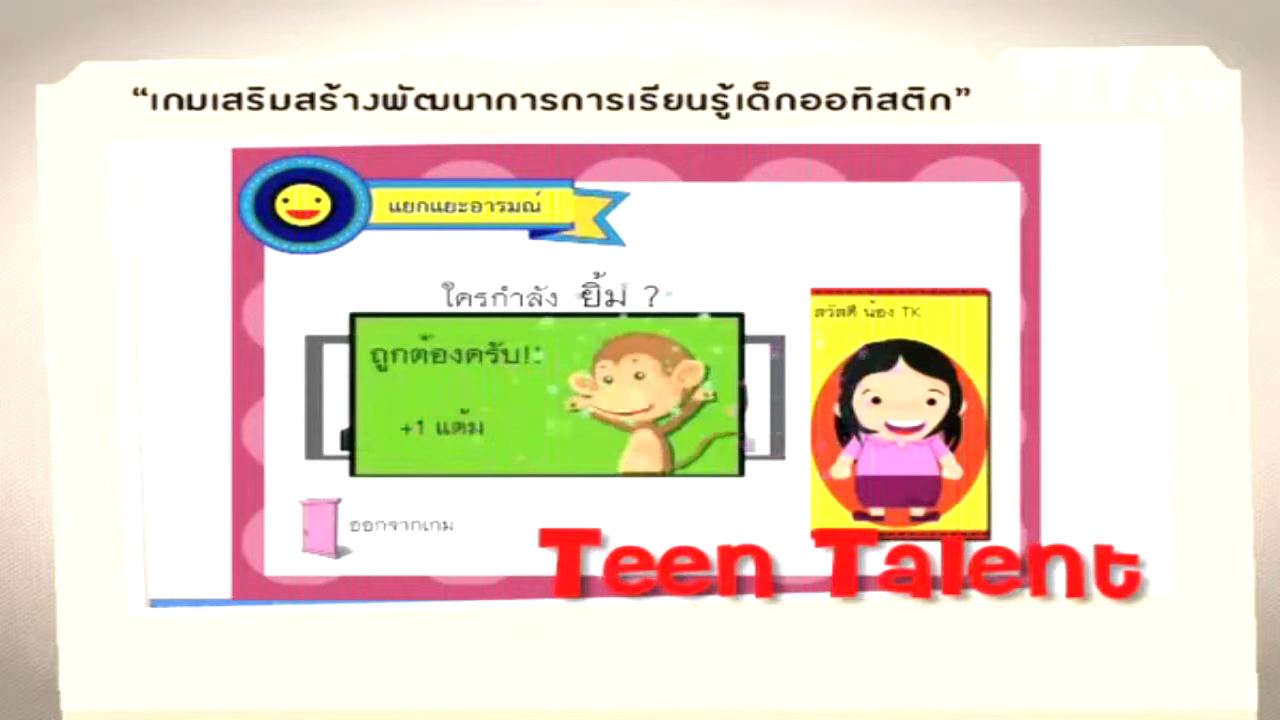 “เกมเสริมสร้างพัฒนาการการเรียนรู้เด็กออทิสติก”
แยกแยะอารมณ์
ใครกำลัง ยิ้ม ?
สวัสดี น้อง TK
ถูกต้องครับ!!
+1 แต้ม
ออกจากเกม
Teen Talent